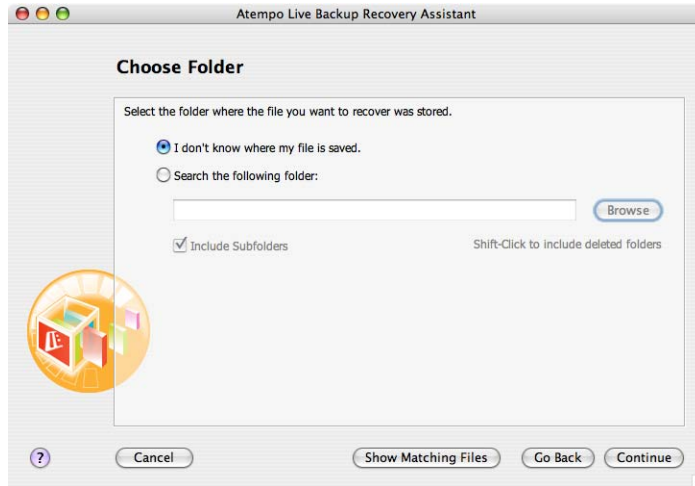 Atempo Live Backup Recovery Assistant
Choose Folder
Select the folder where the file you want to recover was stored.
I don't know where my file is saved.
Search the following folder:
Browse
Include Subfolders
Shift-Click to include deleted folders
?
Cancel
Show Matching Files
Go Back
Continue